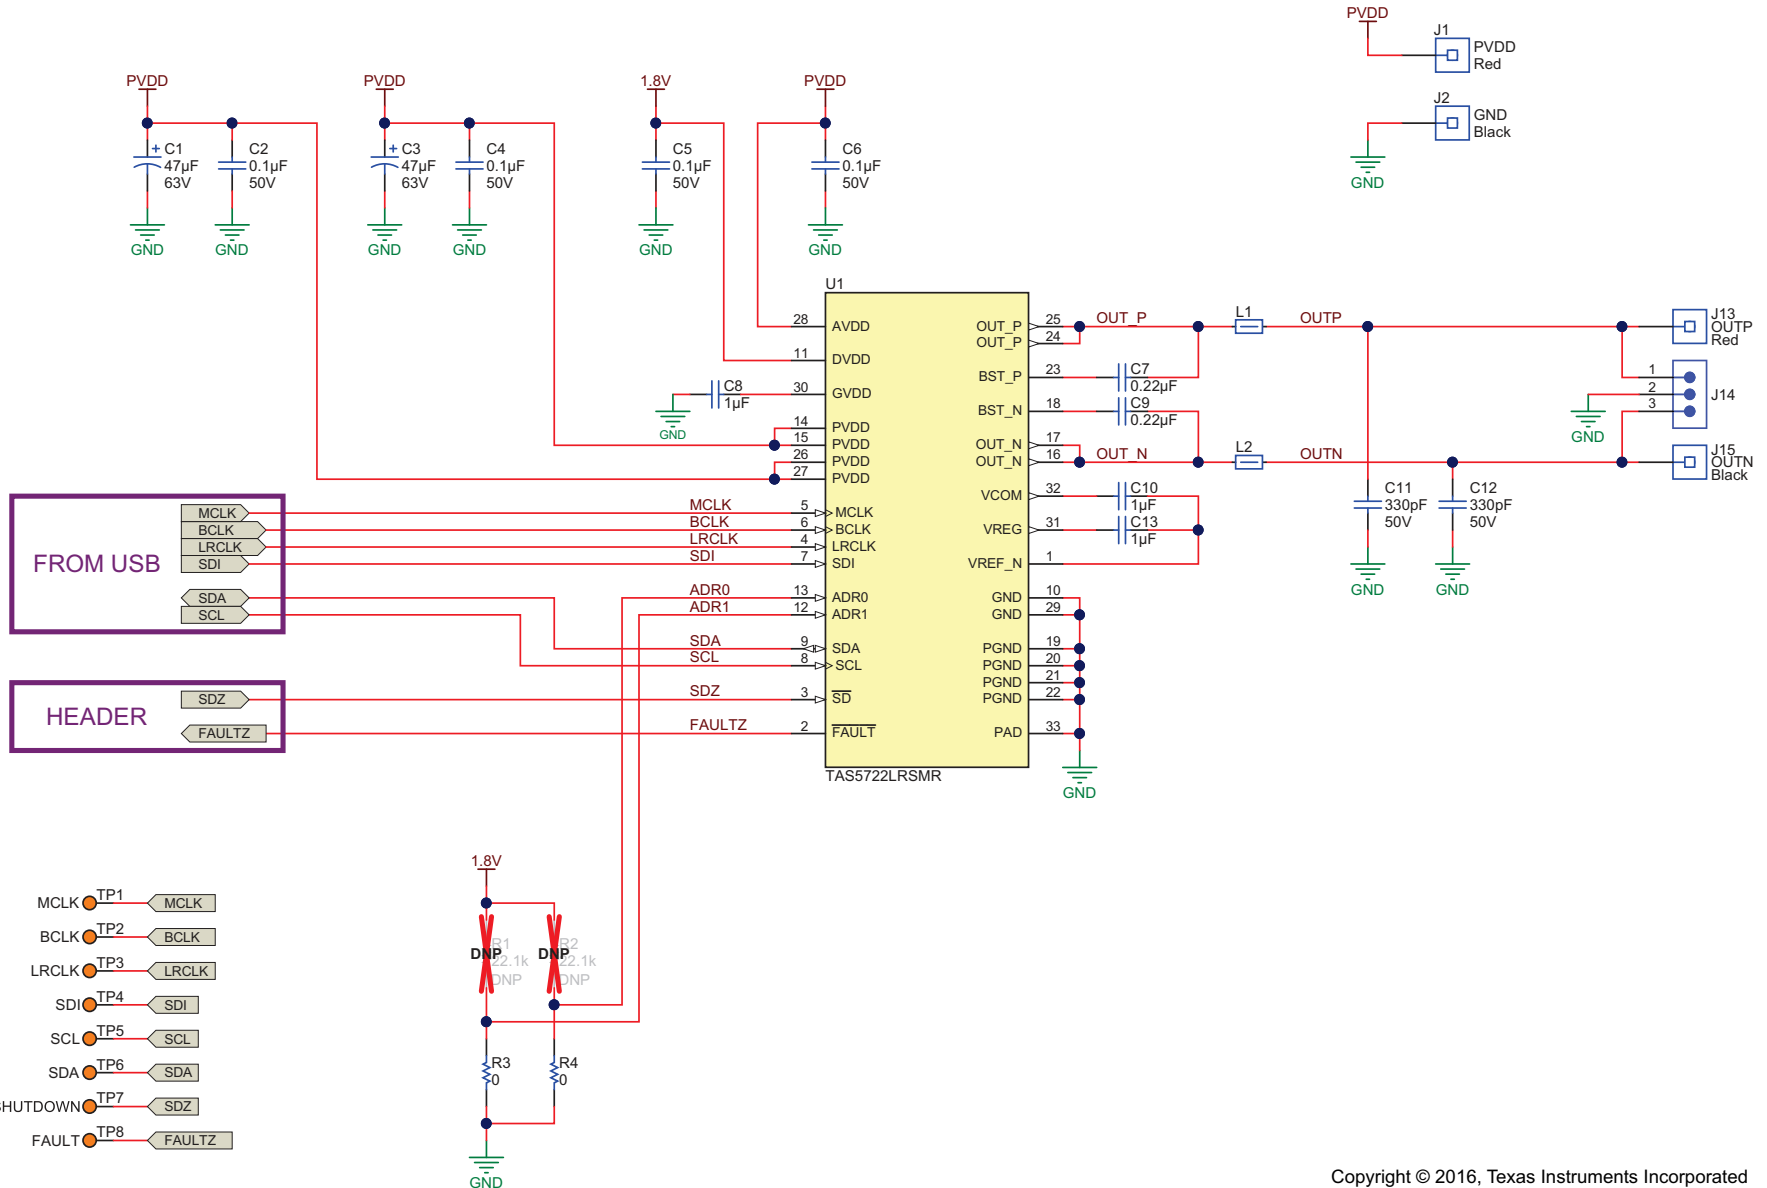 PVDD
J1
PVDD
Red
J2
GND
Black
GND
PVDD
PVDD
1.8V
PVDD
+ C1
47µF
63V
C2
0.1µF
50V
+ C3
47µF
63V
C4
0.1µF
50V
C5
0.1µF
50V
C6
0.1µF
50V
GND
GND
GND
GND
GND
GND
U1
28 AVDD
11 DVDD
30 GVDD
14 PVDD
15 PVDD
26 PVDD
27 PVDD
5 MCLK
6 BCLK
4 LRCLK
7 SDI
13 ADR0
12 ADR1
9 SDA
8 SCL
3 SD
2 FAULT
OUT_P 25
OUT_P 24
BST_P 23
BST_N 18
OUT_N 17
OUT_N 16
VCOM 32
VREG 31
VREF_N 1
GND 10
GND 29
PGND 19
PGND 20
PGND 21
PGND 22
PAD 33
TAS5722LRSMR
C8
1µF
GND
OUT_P
L1
OUTP
C7
0.22µF
C9
0.22µF
OUT_N
L2
OUTN
C10
1µF
C13
1µF
C11
330pF
50V
C12
330pF
50V
GND
GND
GND
J13
OUTP
Red
1
2
3
J14
GND
J15
OUTN
Black
FROM USB
MCLK
BCLK
LRCLK
SDI
SDA
SCL
MCLK
BCLK
LRCLK
SDI
ADR0
ADR1
SDA
SCL
HEADER
SDZ
FAULTZ
SDZ
FAULTZ
1.8V
R1
DNP
22.1k
DNP
R2
DNP
22.1k
DNP
R3
0
R4
0
GND
MCLK TP1 MCLK
BCLK TP2 BCLK
LRCLK TP3 LRCLK
SDI TP4 SDI
SCL TP5 SCL
SDA TP6 SDA
HUTDOWN TP7 SDZ
FAULT TP8 FAULTZ
Copyright © 2016, Texas Instruments Incorporated